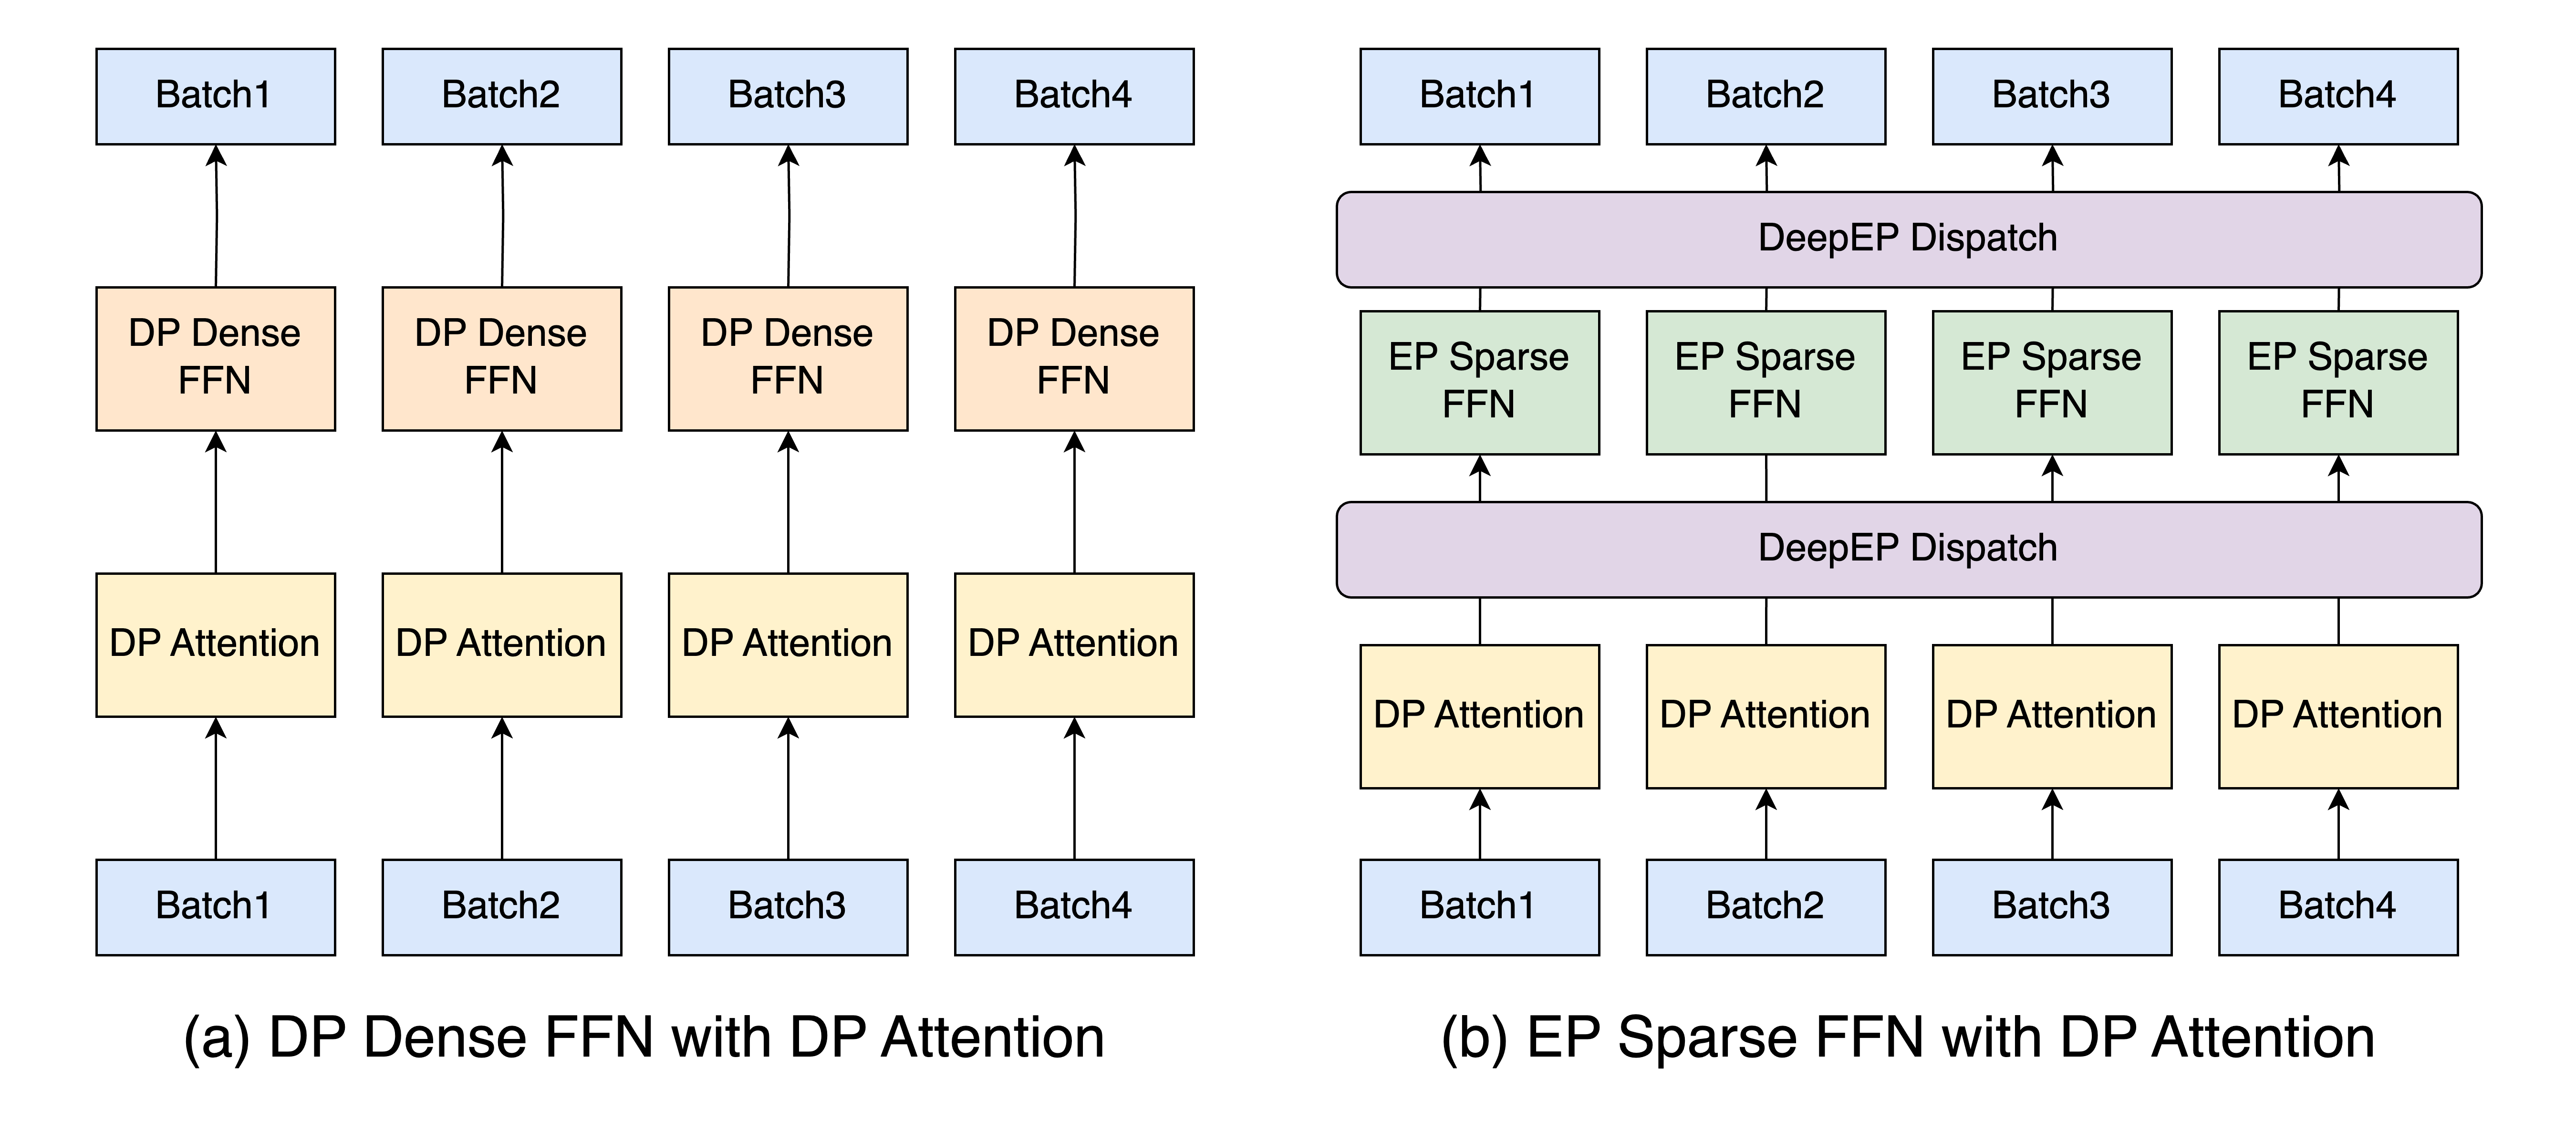 Batch1
Batch2
Batch3
Batch4
DP Dense
FFN
DP Dense
FFN
DP Dense
FFN
DP Dense
FFN
DP Attention
DP Attention
DP Attention
DP Attention
Batch1
Batch2
Batch3
Batch4
(a) DP Dense FFN with DP Attention
Batch1
Batch2
Batch3
Batch4
DeepEP Dispatch
EP Sparse
FFN
EP Sparse
FFN
EP Sparse
FFN
EP Sparse
FFN
DeepEP Dispatch
DP Attention
DP Attention
DP Attention
DP Attention
Batch1
Batch2
Batch3
Batch4
(b) EP Sparse FFN with DP Attention